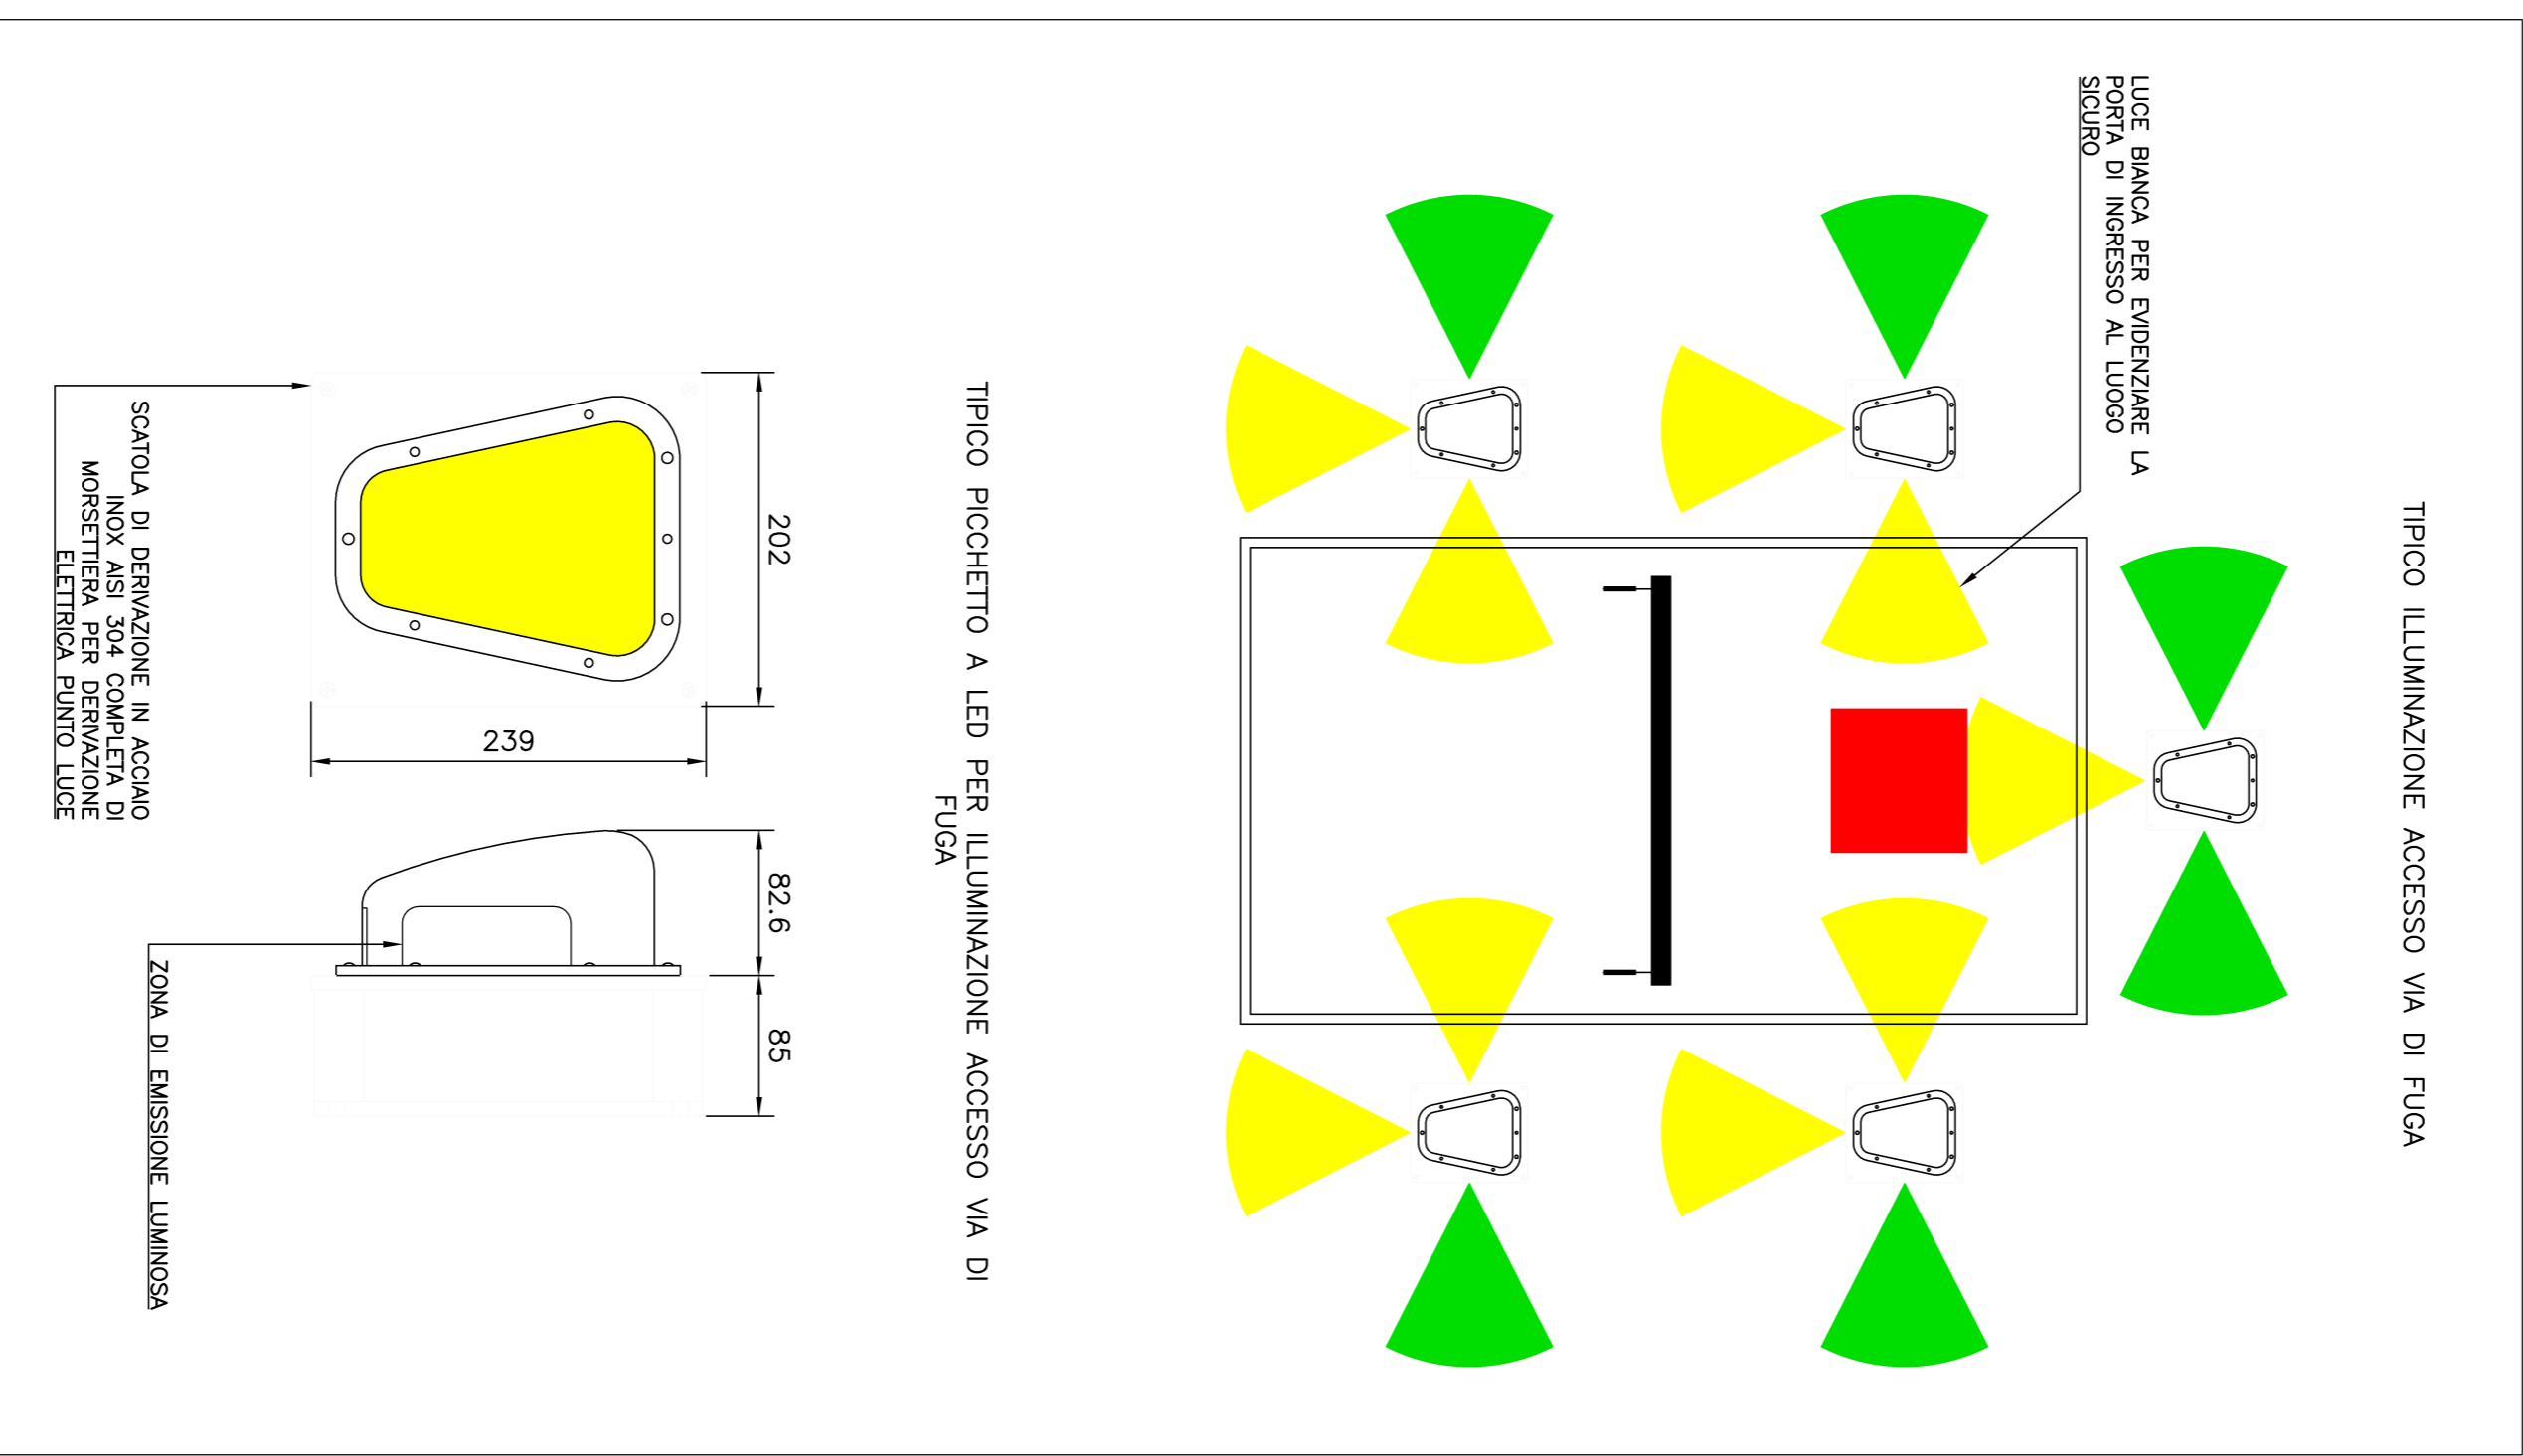 TIPICO ILLUMINAZIONE ACCESSO VIA DI FUGA
LUCE BIANCA PER EVIDENZIARE LA
PORTA DI INGRESSO AL LUOGO
SICURO
TIPICO PICCHETTO A LED PER ILLUMINAZIONE ACCESSO VIA DI
FUGA
202
239
82.6
85
SCATOLA DI DERIVAZIONE IN ACCIAIO
INOX AISI 304 COMPLETA DI
MORSETTIERA PER DERIVAZIONE
ELETTRICA PUNTO LUCE
ZONA DI EMISSIONE LUMINOSA